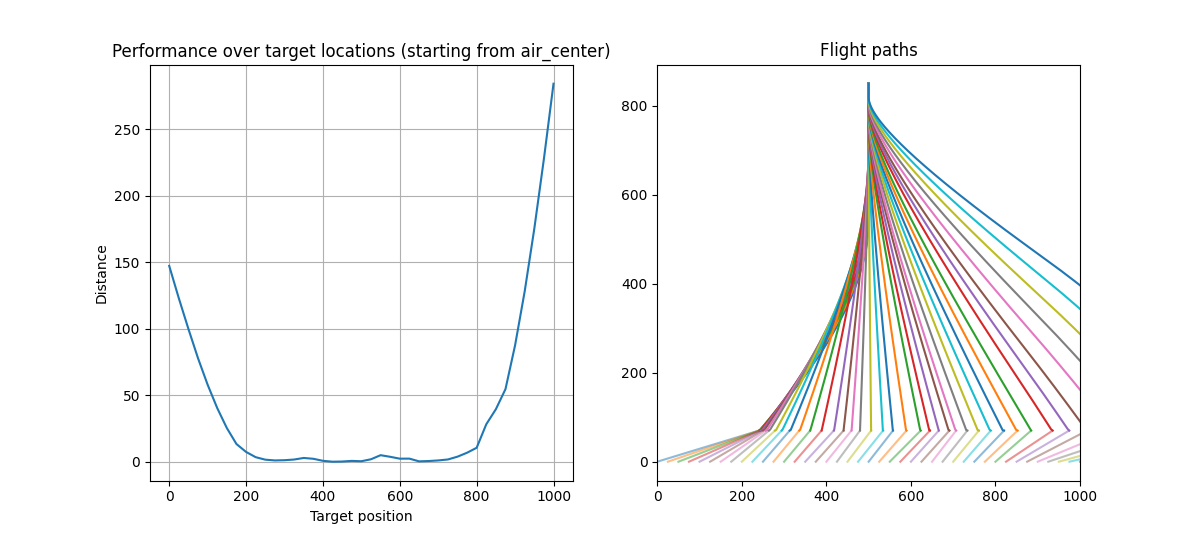 Performance over target locations (starting from air_center)
250
200
150
100
50
0
Distance
0 200 400 600 800 1000
Target position
Flight paths
800
600
400
200
0
0 200 400 600 800 1000